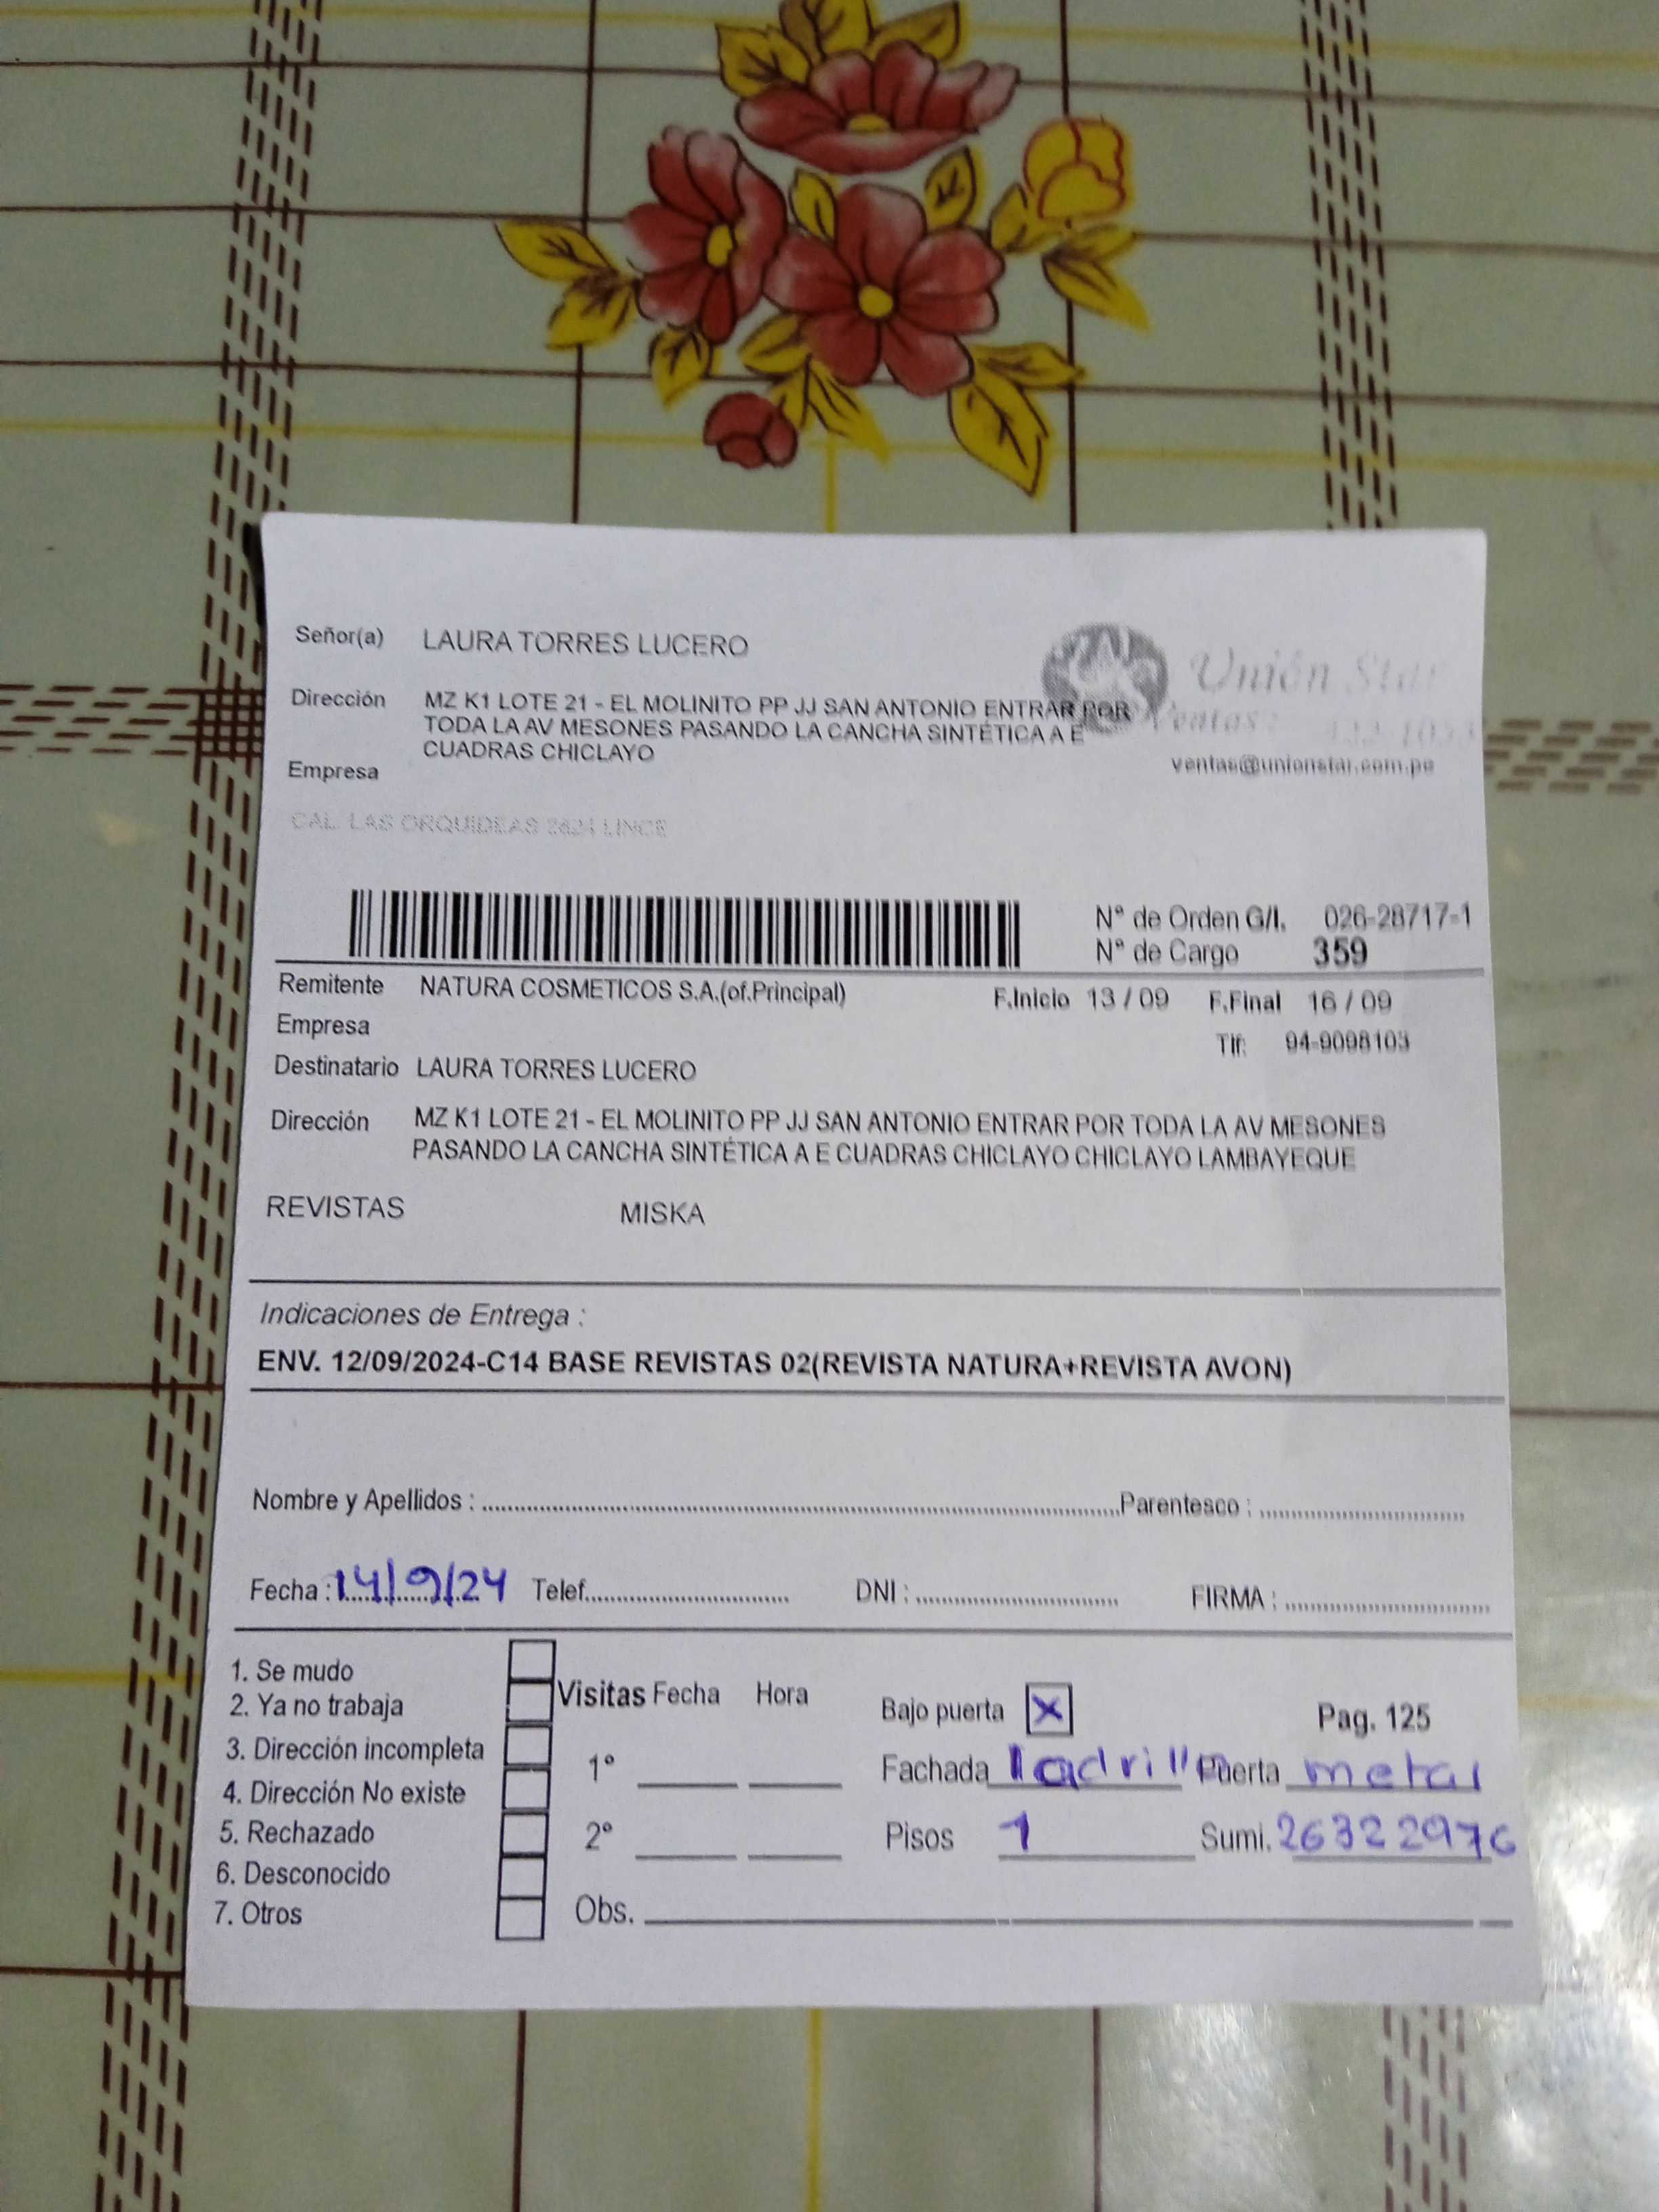 Señor(a) LAURA TORRES LUCERO
Unión Star
Dirección MZ K1 LOTE 21 - EL MOLINITO PP JJ SAN ANTONIO ENTRAR POR
TODA LA AV MESONES PASANDO LA CANCHA SINTÉTICA A E
CUADRAS CHICLAYO
Ventas:
ventas@unionstar.com.pe
Empresa
CAL. LAS ORQUIDEAS 2624 LINCE
N° de Orden G/I. 026-28717-1
N° de Cargo 359
Remitente NATURA COSMETICOS S.A.(of.Principal) F.Inicio 13 / 09 F.Final 16 / 09
Empresa
Tlf: 94-9098103
Destinatario LAURA TORRES LUCERO
Dirección MZ K1 LOTE 21 - EL MOLINITO PP JJ SAN ANTONIO ENTRAR POR TODA LA AV MESONES
PASANDO LA CANCHA SINTÉTICA A E CUADRAS CHICLAYO CHICLAYO LAMBAYEQUE
REVISTAS MISKA
Indicaciones de Entrega :
ENV. 12/09/2024-C14 BASE REVISTAS 02(REVISTA NATURA+REVISTA AVON)
Nombre y Apellidos : Parentesco :
Fecha : 14/9/24 Telef. DNI : FIRMA :
1. Se mudo
2. Ya no trabaja
3. Dirección incompleta
4. Dirección No existe
5. Rechazado
6. Desconocido
7. Otros
Visitas Fecha Hora
1°
2°
Obs.
Bajo puerta X Pag. 125
Fachada ladrillo Puerta metal
Pisos 1 Sumi. 26322976